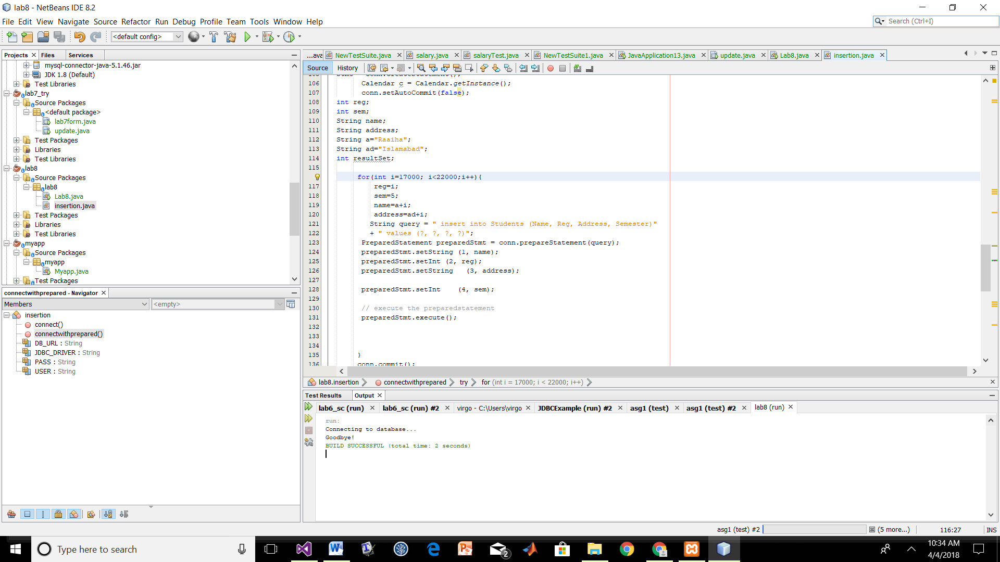 lab8 - NetBeans IDE 8.2
File Edit View Navigate Source Refactor Run Debug Profile Team Tools Window Help
Search (Ctrl+I)
<default config>
Projects Files Services
mysql-connector-java-5.1.46.jar
JDK 1.8 (Default)
Test Libraries
lab7_try
Source Packages
<default package>
lab7form.java
update.java
Test Packages
Libraries
Test Libraries
lab8
Source Packages
lab8
Lab8.java
insertion.java
Test Packages
Libraries
Test Libraries
myapp
Source Packages
myapp
Myapp.java
Test Packages
connectwithprepared - Navigator
Members <empty>
insertion
connect()
connectwithprepared()
DB_URL : String
JDBC_DRIVER : String
PASS : String
USER : String
...ava NewTestSuite.java salary.java salaryTest.java NewTestSuite1.java JavaApplication13.java update.java Lab8.java insertion.java
Source History
106 Calendar c = Calendar.getInstance();
107 conn.setAutoCommit(false);
108 int reg;
109 int sem;
110 String name;
111 String address;
112 String a="Raaiha";
113 String ad="Islamabad";
114 int resultSet;
115
for(int i=17000; i<22000;i++){
117 reg=i;
118 sem=5;
119 name=a+i;
120 address=ad+i;
121 String query = " insert into Students (Name, Reg, Address, Semester)"
122 + " values (?, ?, ?, ?)";
123 PreparedStatement preparedStmt = conn.prepareStatement(query);
124 preparedStmt.setString (1, name);
125 preparedStmt.setInt (2, reg);
126 preparedStmt.setString (3, address);
127
128 preparedStmt.setInt (4, sem);
129
130 // execute the preparedstatement
131 preparedStmt.execute();
132
133
134
135 }
136 conn.commit();
lab8.insertion connectwithprepared try for (int i = 17000; i < 22000; i++)
Test Results Output
lab6_sc (run) lab6_sc (run) #2 virgo - C:\Users\virgo JDBCExample (run) #2 asg1 (test) asg1 (test) #2 lab8 (run)
run:
Connecting to database...
Goodbye!
BUILD SUCCESSFUL (total time: 2 seconds)
asg1 (test) #2 (5 more...) 116:27 INS
Type here to search
2
10:34 AM
4/4/2018